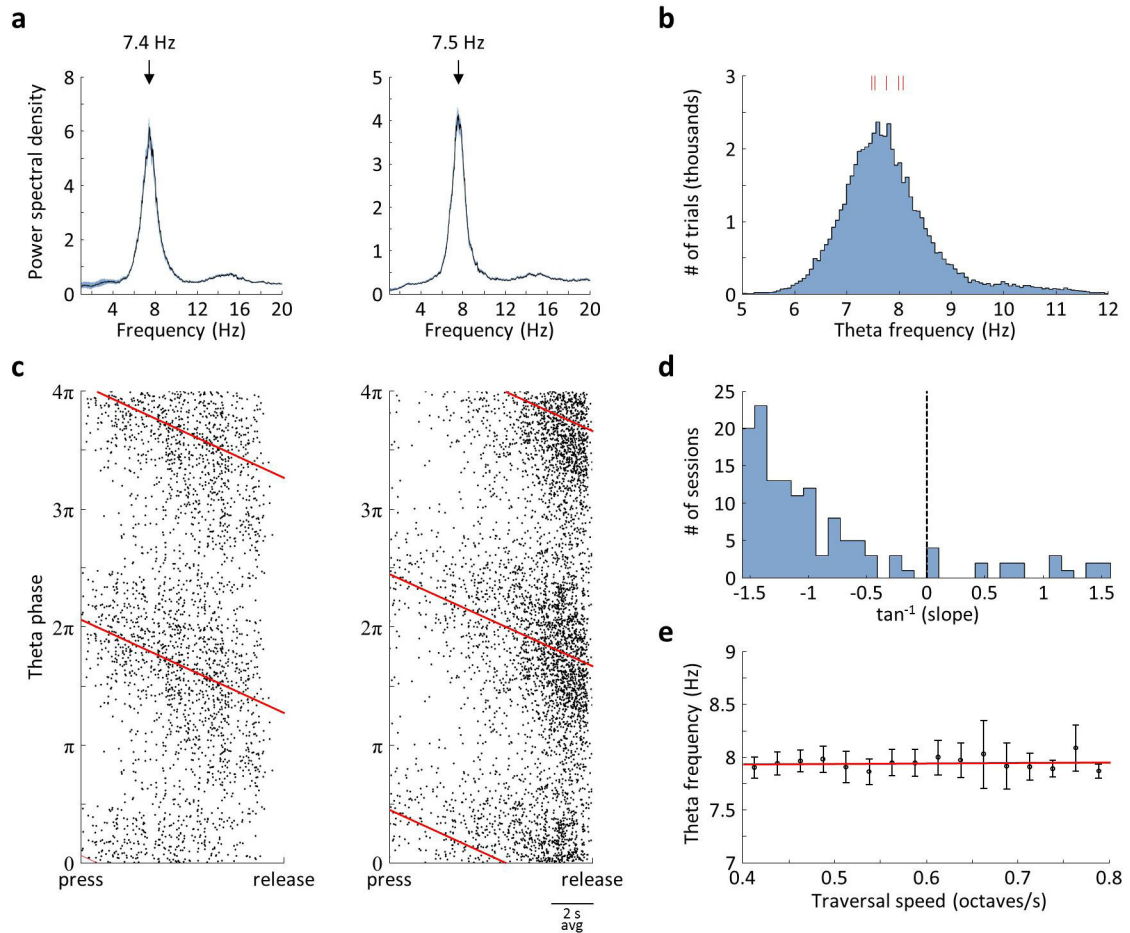 a
7.4 Hz
7.5 Hz
Power spectral density
8
6
4
2
0
4
8
12
16
20
Frequency (Hz)
5
4
3
2
1
0
4
8
12
16
20
Frequency (Hz)
b
# of trials (thousands)
3
2
1
0
5
6
7
8
9
10
11
12
Theta frequency (Hz)
c
Theta phase
4π
3π
2π
π
0
press
release
4π
3π
2π
π
0
press
release
2 s
avg
d
# of sessions
25
20
15
10
5
0
-1.5
-1
-0.5
0
0.5
1
1.5
tan⁻¹ (slope)
e
Theta frequency (Hz)
9
8.5
8
7.5
7
0.4
0.5
0.6
0.7
0.8
Traversal speed (octaves/s)